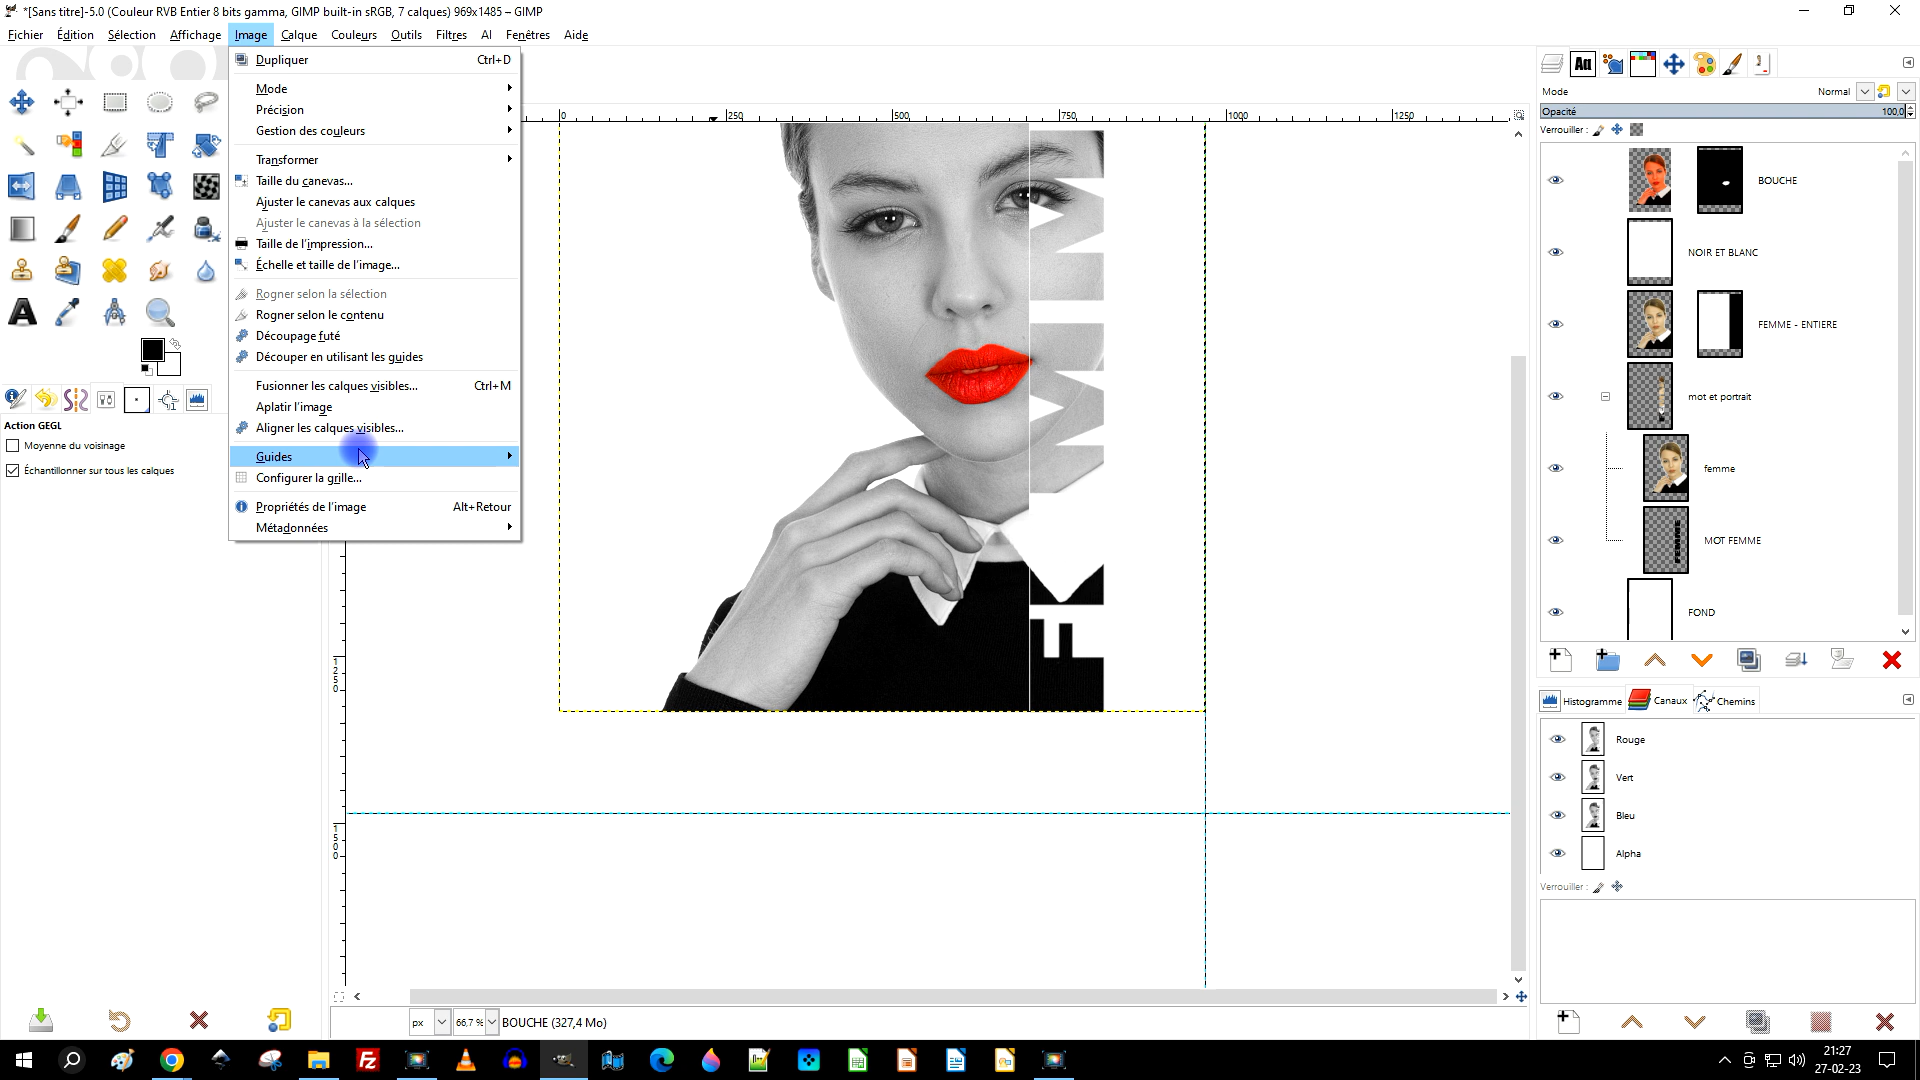 *[Sans titre]-5.0 (Couleur RVB Entier 8 bits gamma, GIMP built-in sRGB, 7 calques) 969x1485 – GIMP
Fichier Édition Sélection Affichage Image Calque Couleurs Outils Filtres AI Fenêtres Aide
Dupliquer Ctrl+D
Mode
Précision
Gestion des couleurs
Transformer
Taille du canevas...
Ajuster le canevas aux calques
Ajuster le canevas à la sélection
Taille de l'impression...
Échelle et taille de l'image...
Rogner selon la sélection
Rogner selon le contenu
Découpage futé
Découper en utilisant les guides
Fusionner les calques visibles... Ctrl+M
Aplatir l'image
Aligner les calques visibles...
Guides
Configurer la grille...
Propriétés de l'image Alt+Retour
Métadonnées
Action GEGL
Moyenne du voisinage
Échantillonner sur tous les calques
0 250 500 750 1000 1250
1250
1500
px 66,7 % BOUCHE (327,4 Mo)
Mode Normal
Opacité 100,0
Verrouiller :
BOUCHE
NOIR ET BLANC
FEMME - ENTIERE
mot et portrait
femme
MOT FEMME
FOND
Histogramme Canaux Chemins
Rouge
Vert
Bleu
Alpha
Verrouiller :
21:27
27-02-23